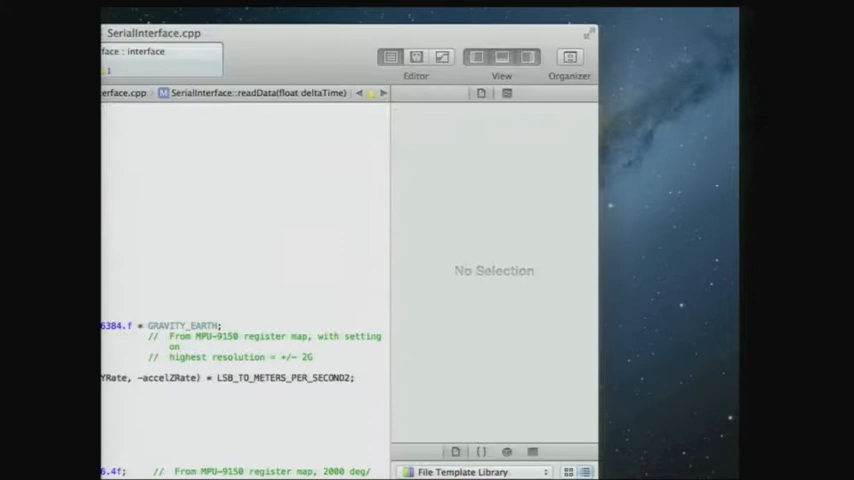 SerialInterface.cpp
face : interface
1
Editor
View
Organizer
erface.cpp
M
SerialInterface::readData(float deltaTime)
No Selection
6384.f * GRAVITY_EARTH;
// From MPU-9150 register map, with setting
on
// highest resolution = +/- 2G
YRate, -accelZRate) * LSB_TO_METERS_PER_SECOND2;
{ }
6.4f; // From MPU-9150 register map, 2000 deg/
File Template Library